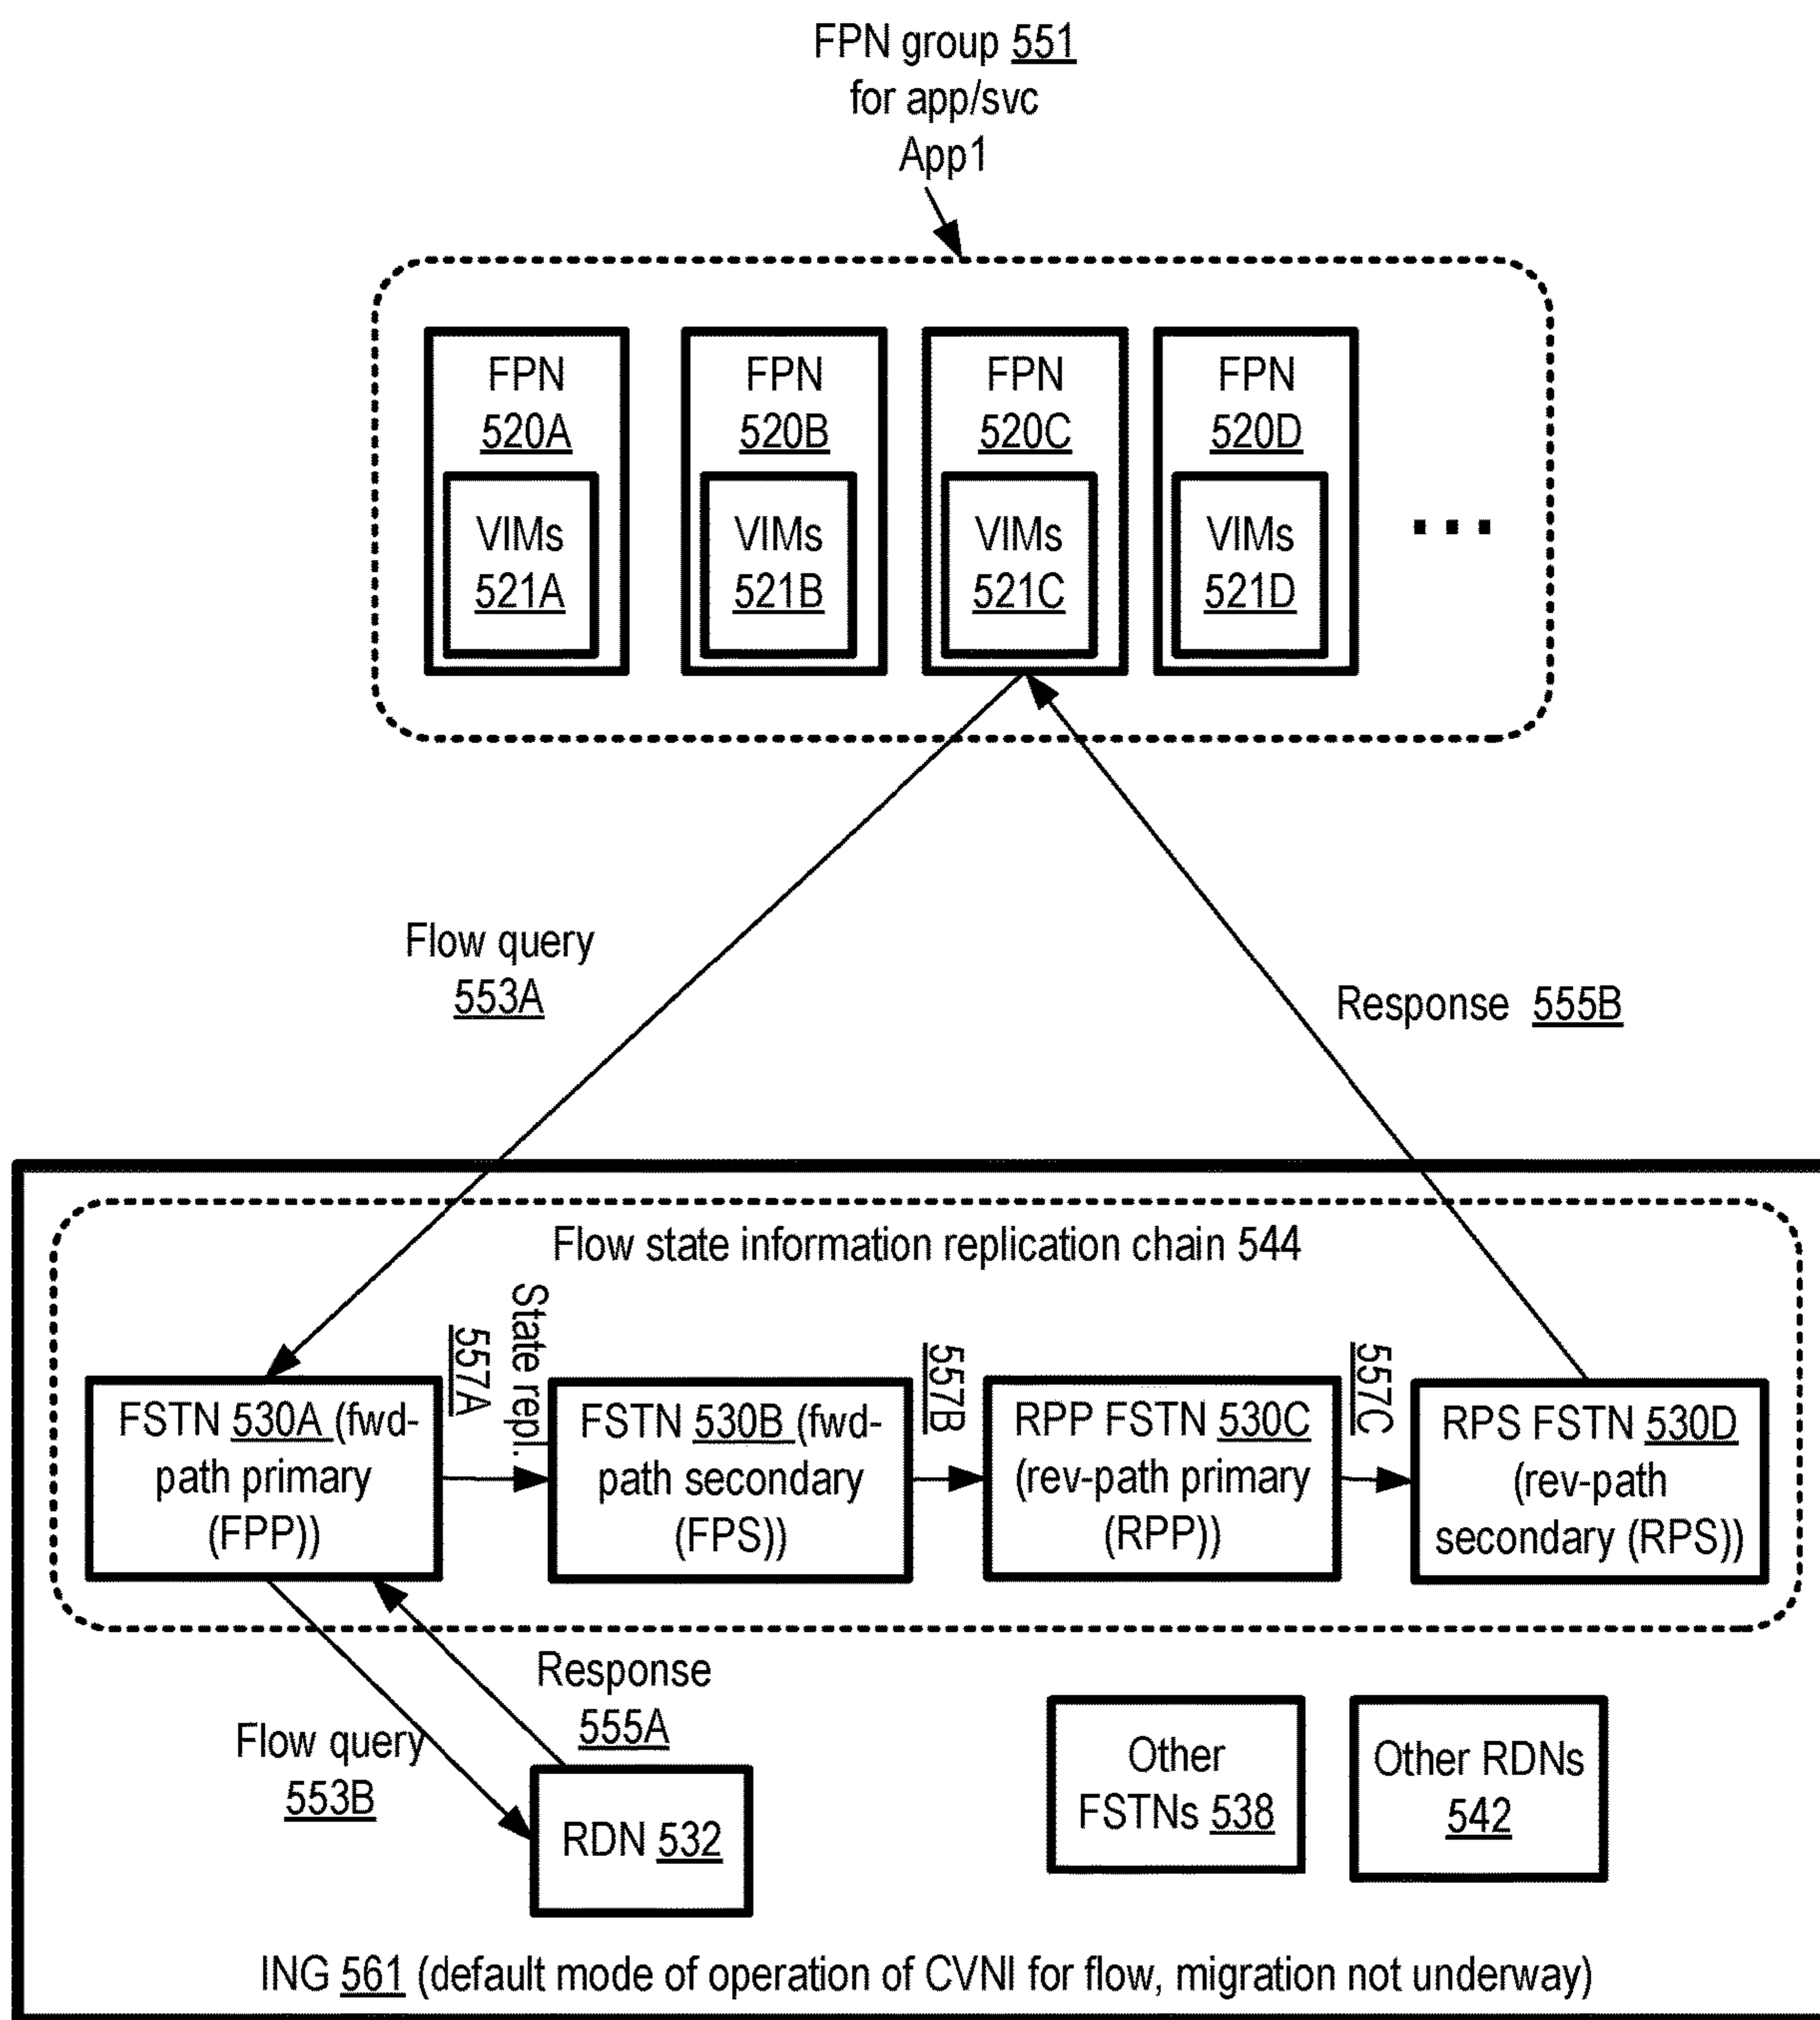 FPN group 551
for app/svc
App1
FPN
520A
VIMs
521A
FPN
520B
VIMs
521B
FPN
520C
VIMs
521C
FPN
520D
VIMs
521D
...
Flow query
553A
Response 555B
Flow state information replication chain 544
FSTN 530A (fwd-
path primary
(FPP))
State repl.
557A
FSTN 530B (fwd-
path secondary
(FPS))
557B
RPP FSTN 530C
(rev-path primary
(RPP))
557C
RPS FSTN 530D
(rev-path
secondary (RPS))
Flow query
553B
Response
555A
RDN 532
Other
FSTNs 538
Other RDNs
542
ING 561 (default mode of operation of CVNI for flow, migration not underway)